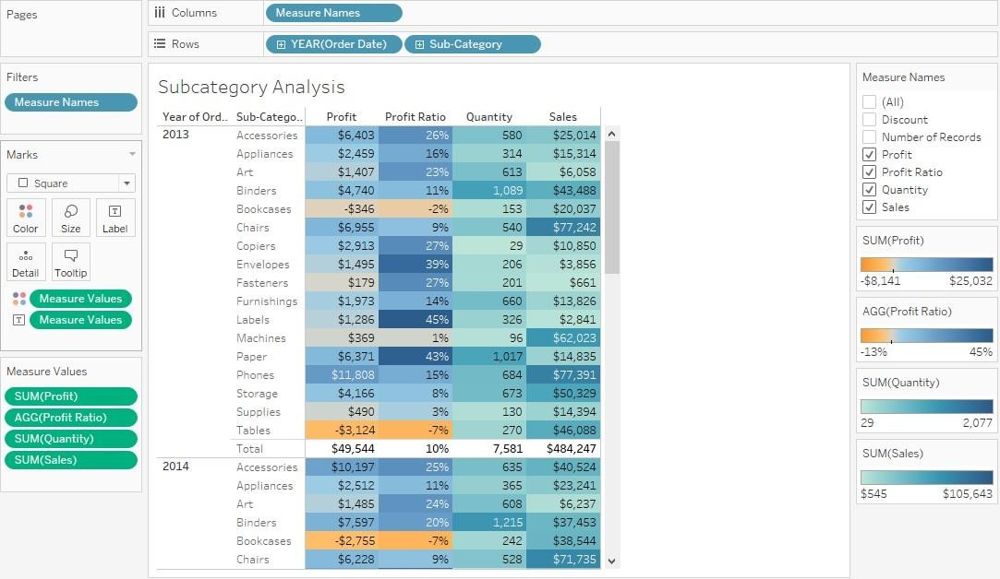 Pages
Columns
Measure Names
Rows
YEAR(Order Date)
Sub-Category
Filters
Measure Names
Marks
Square
Color Size Label
Detail Tooltip
Measure Values
Measure Values
Measure Values
SUM(Profit)
AGG(Profit Ratio)
SUM(Quantity)
SUM(Sales)
Subcategory Analysis
Year of Ord.. Sub-Catego.. Profit Profit Ratio Quantity Sales
2013 Accessories $6,403 26% 580 $25,014
Appliances $2,459 16% 314 $15,314
Art $1,407 23% 613 $6,058
Binders $4,740 11% 1,089 $43,488
Bookcases -$346 -2% 153 $20,037
Chairs $6,955 9% 540 $77,242
Copiers $2,913 27% 29 $10,850
Envelopes $1,495 39% 206 $3,856
Fasteners $179 27% 201 $661
Furnishings $1,973 14% 660 $13,826
Labels $1,286 45% 326 $2,841
Machines $369 1% 96 $62,023
Paper $6,371 43% 1,017 $14,835
Phones $11,808 15% 684 $77,391
Storage $4,166 8% 673 $50,329
Supplies $490 3% 130 $14,394
Tables -$3,124 -7% 270 $46,088
Total $49,544 10% 7,581 $484,247
2014 Accessories $10,197 25% 635 $40,524
Appliances $2,512 11% 365 $23,241
Art $1,485 24% 608 $6,237
Binders $7,597 20% 1,215 $37,453
Bookcases -$2,755 -7% 242 $38,544
Chairs $6,228 9% 528 $71,735
Measure Names
(All)
Discount
Number of Records
Profit
Profit Ratio
Quantity
Sales
SUM(Profit)
-$8,141 $25,032
AGG(Profit Ratio)
-13% 45%
SUM(Quantity)
29 2,077
SUM(Sales)
$545 $105,643